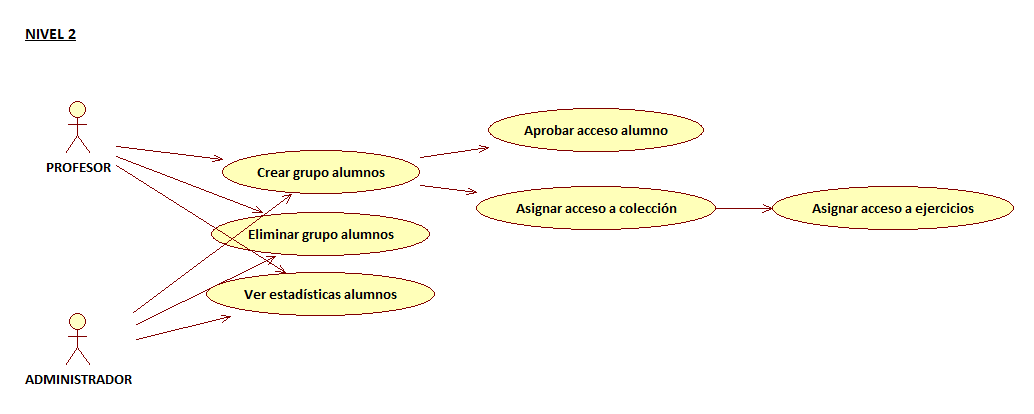 NIVEL 2
Aprobar acceso alumno
PROFESOR
Crear grupo alumnos
Asignar acceso a colección
Asignar acceso a ejercicios
Eliminar grupo alumnos
Ver estadísticas alumnos
ADMINISTRADOR